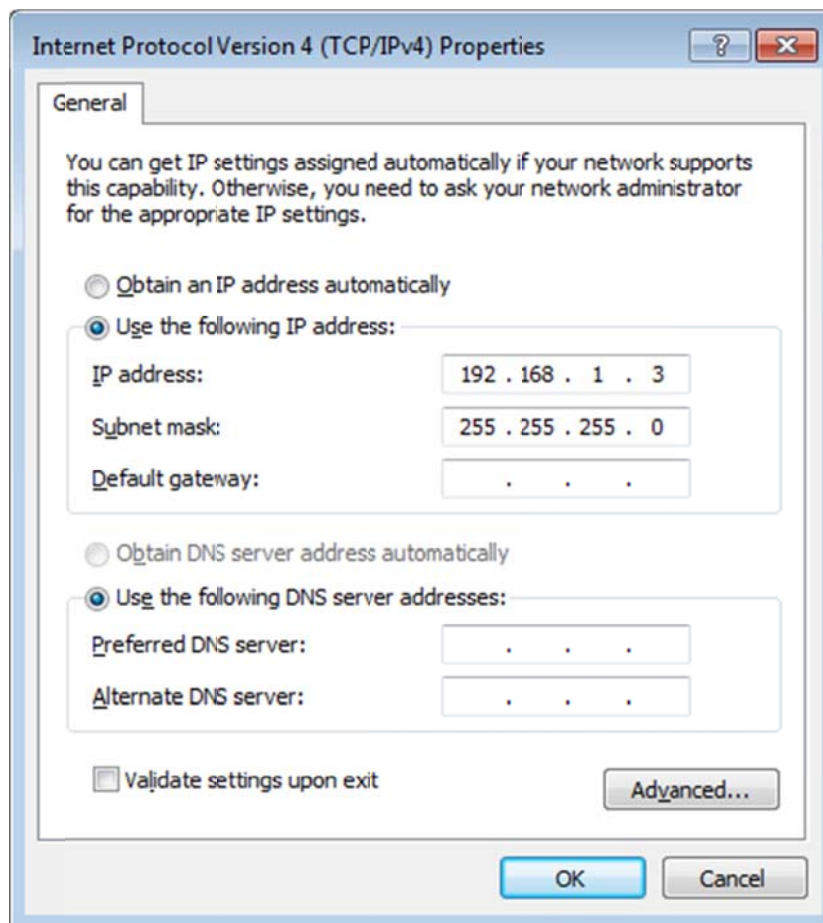 Internet Protocol Version 4 (TCP/IPv4) Properties
?
General
You can get IP settings assigned automatically if your network supports
this capability. Otherwise, you need to ask your network administrator
for the appropriate IP settings.
Obtain an IP address automatically
Use the following IP address:
IP address: 192 . 168 . 1 . 3
Subnet mask: 255 . 255 . 255 . 0
Default gateway: . . .
Obtain DNS server address automatically
Use the following DNS server addresses:
Preferred DNS server: . . .
Alternate DNS server: . . .
Validate settings upon exit
Advanced...
OK Cancel